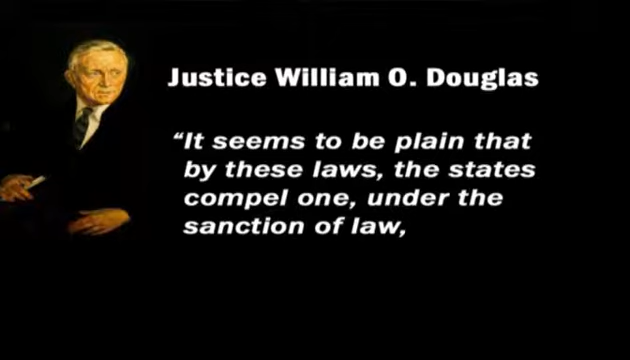 Justice William O. Douglas
“It seems to be plain that
by these laws, the states
compel one, under the
sanction of law,